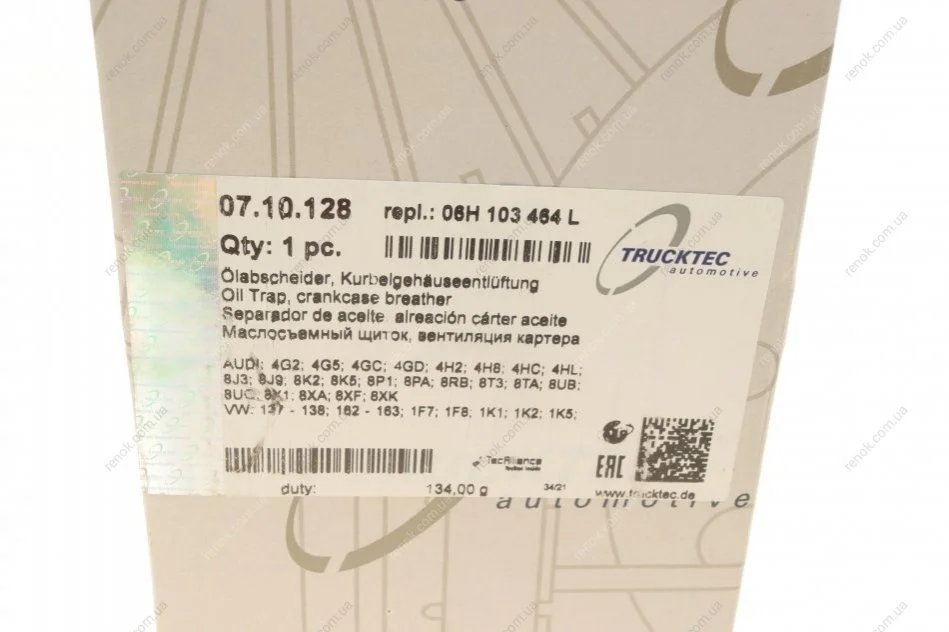 07.10.128
repl.: 06H 103 464 L
Qty: 1 pc.
TRUCKTEC
automotive
Ölabscheider, Kurbelgehäuseentlüftung
Oil Trap, crankcase breather
Separador de aceite, aireación cárter aceite
Маслосъемный щиток, вентиляция картера
AUDI: 4G2; 4G5; 4GC; 4GD; 4H2; 4H8; 4HC; 4HL;
8J3; 8J9; 8K2; 8K5; 8P1; 8PA; 8RB; 8T3; 8TA; 8UB;
8UG; 8X1; 8XA; 8XF; 8XK
VW: 137 - 138; 162 - 163; 1F7; 1F8; 1K1; 1K2; 1K5;
TecAlliance
EAC
duty:
134,00 g
34/21
www.trucktec.de
automotive
renok.com.ua